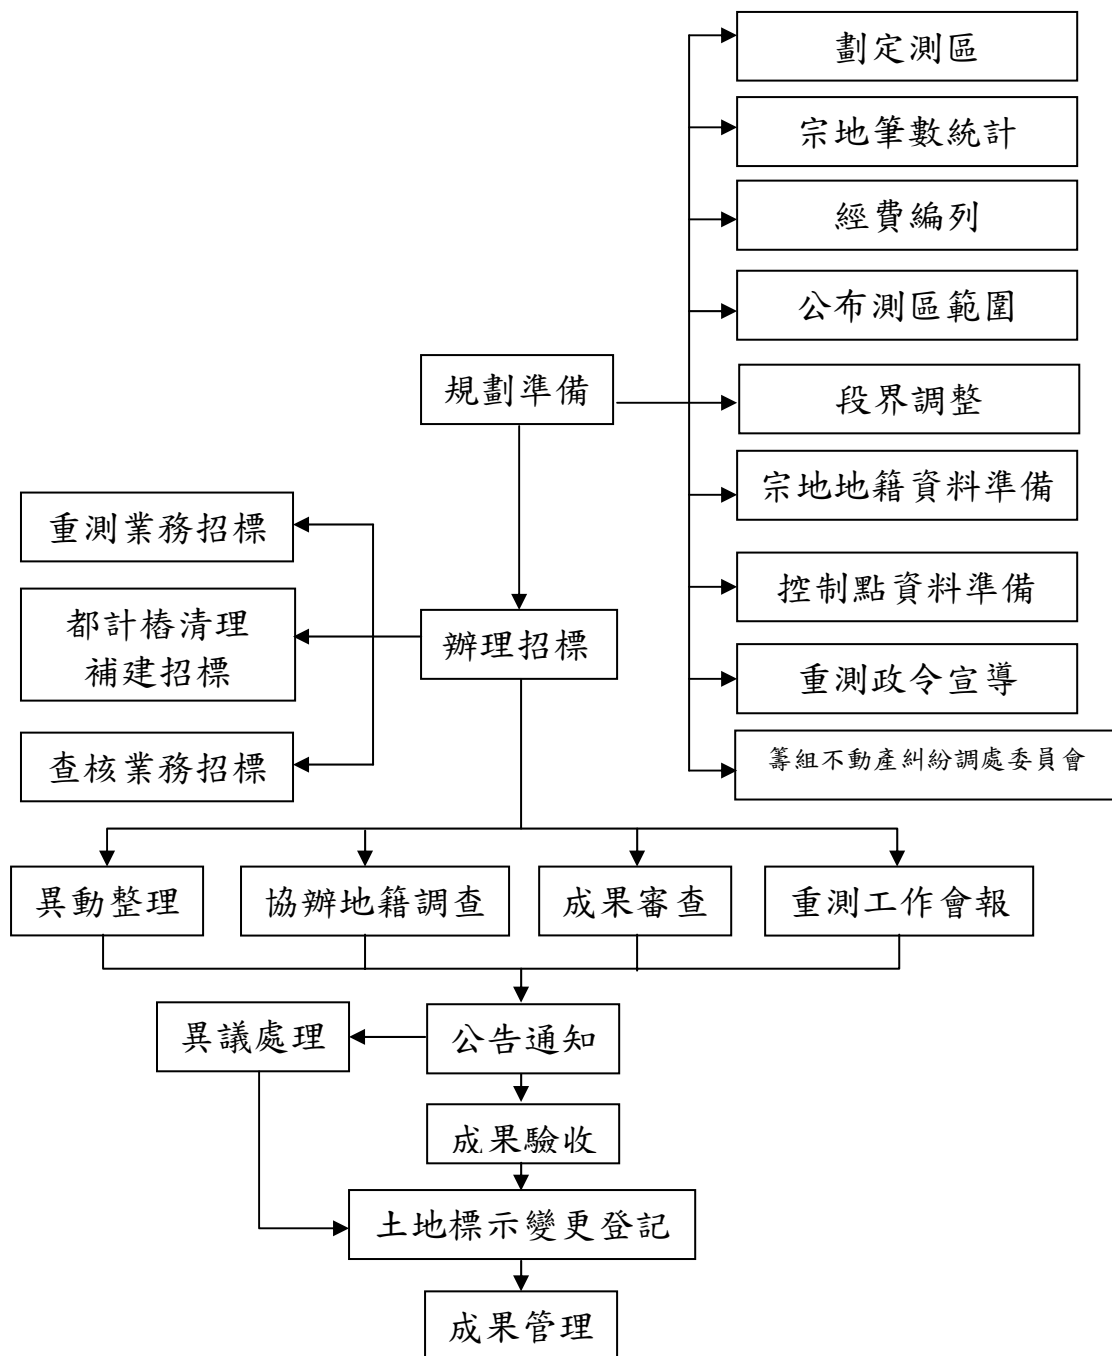 劃定測區
宗地筆數統計
經費編列
公布測區範圍
規劃準備
段界調整
宗地地籍資料準備
重測業務招標
控制點資料準備
都計樁清理
補建招標
辦理招標
重測政令宣導
查核業務招標
籌組不動產糾紛調處委員會
異動整理
協辦地籍調查
成果審查
重測工作會報
異議處理
公告通知
成果驗收
土地標示變更登記
成果管理